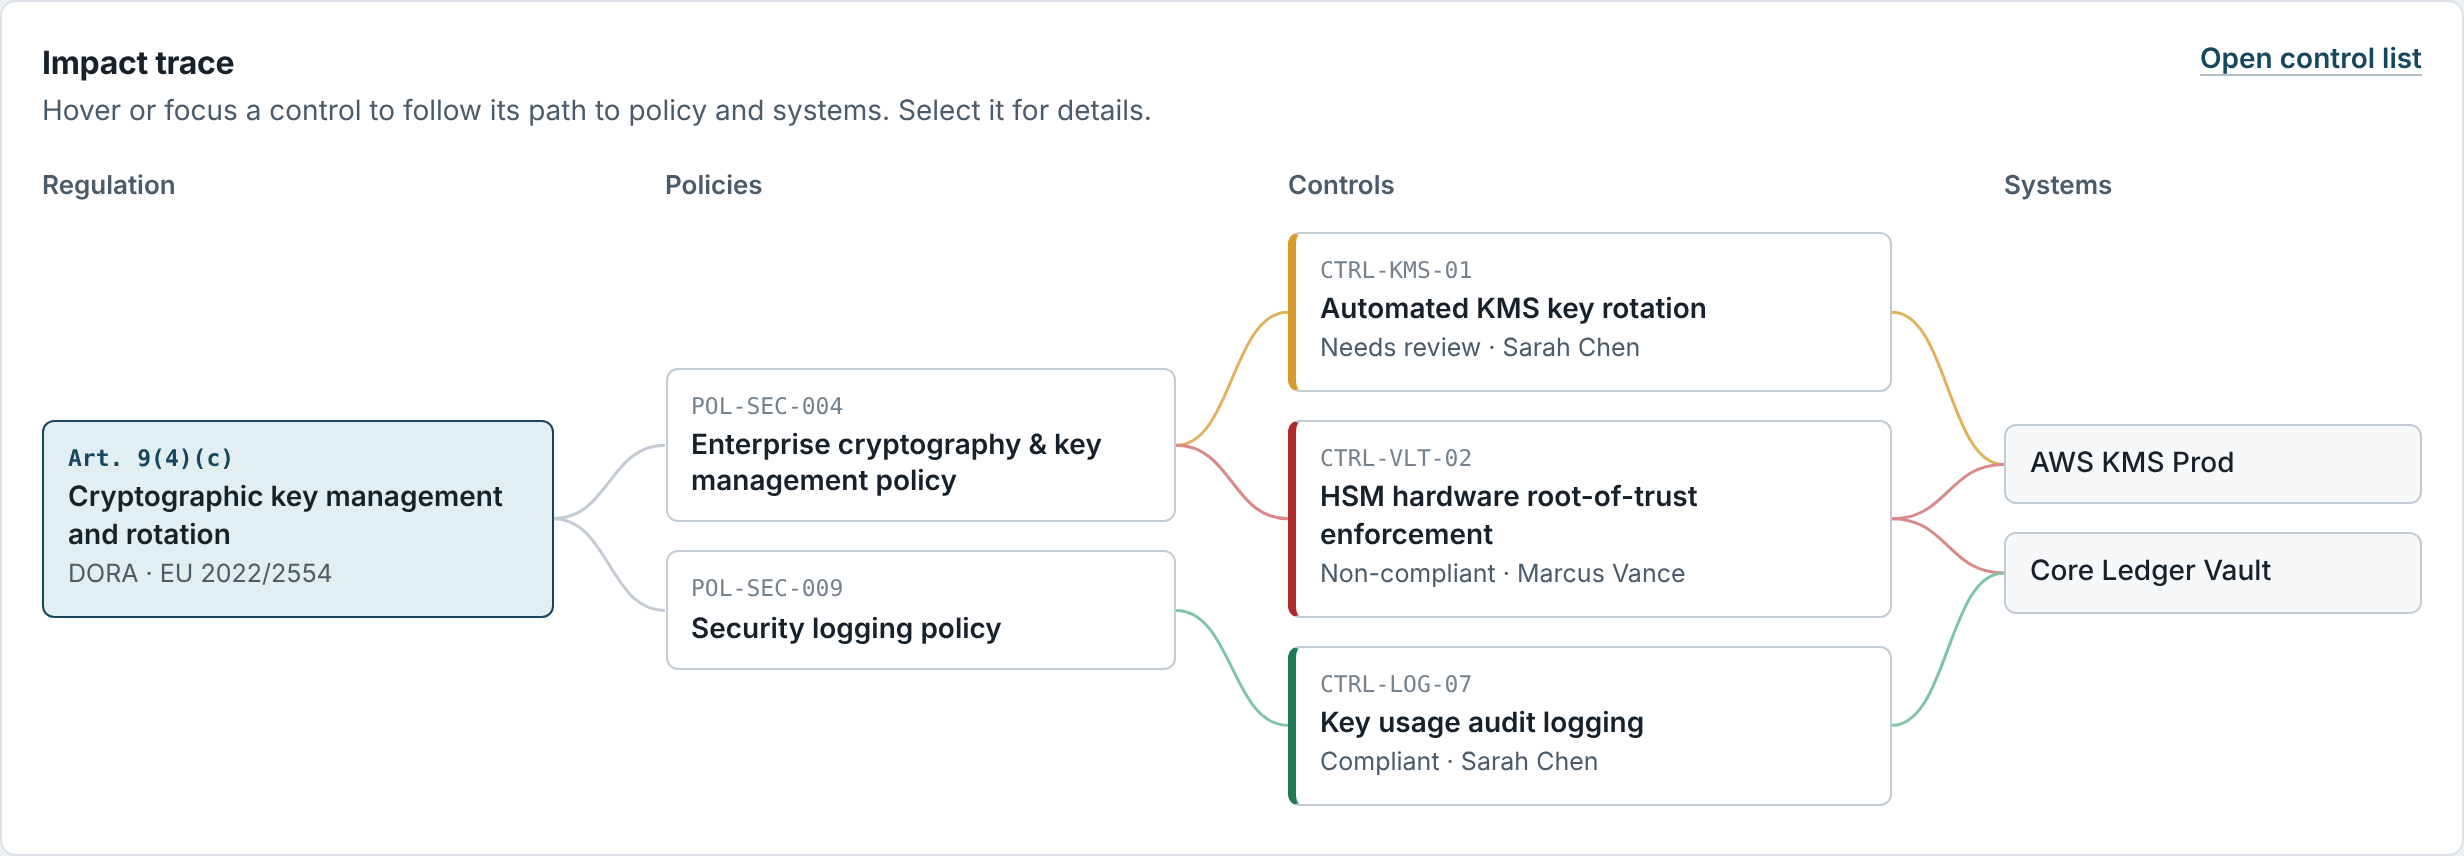 Impact trace
Open control list
Hover or focus a control to follow its path to policy and systems. Select it for details.
Regulation
Policies
Controls
Systems
Art. 9(4)(c)
Cryptographic key management
and rotation
DORA · EU 2022/2554
POL-SEC-004
Enterprise cryptography & key
management policy
POL-SEC-009
Security logging policy
CTRL-KMS-01
Automated KMS key rotation
Needs review · Sarah Chen
CTRL-VLT-02
HSM hardware root-of-trust
enforcement
Non-compliant · Marcus Vance
CTRL-LOG-07
Key usage audit logging
Compliant · Sarah Chen
AWS KMS Prod
Core Ledger Vault